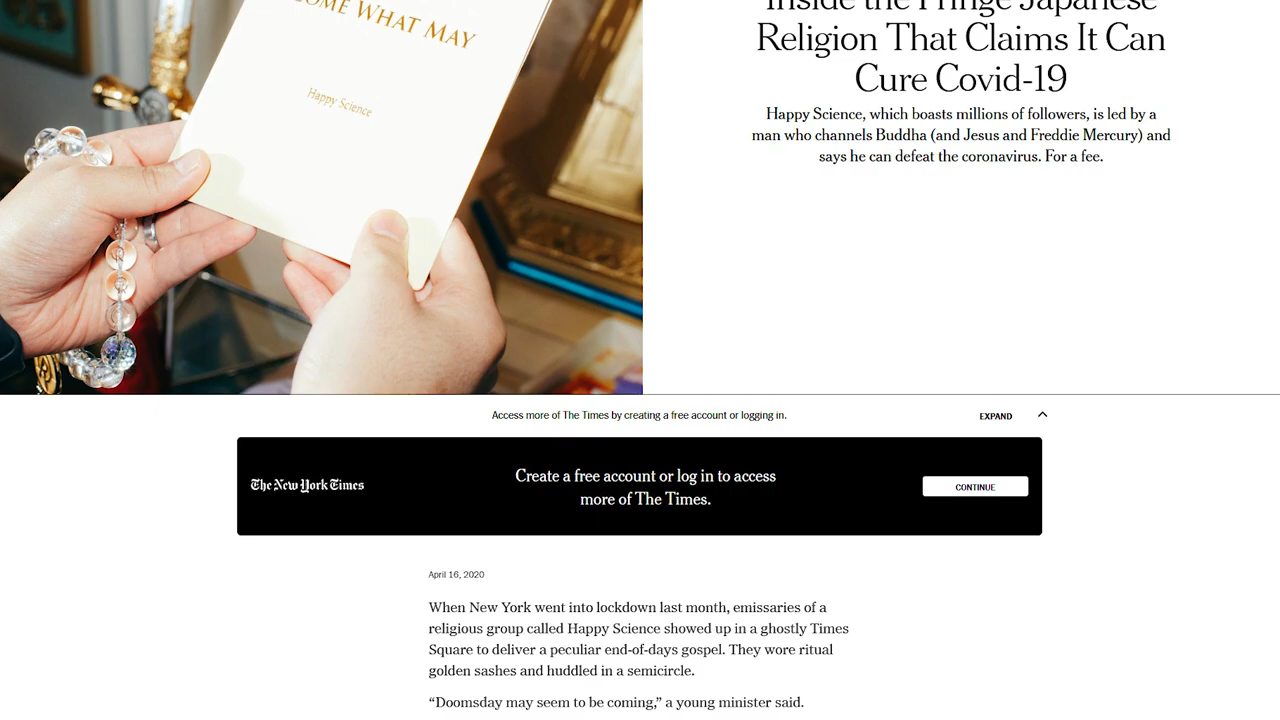 COME WHAT MAY
Happy Science
Inside the Fringe Japanese
Religion That Claims It Can
Cure Covid-19
Happy Science, which boasts millions of followers, is led by a
man who channels Buddha (and Jesus and Freddie Mercury) and
says he can defeat the coronavirus. For a fee.
Access more of The Times by creating a free account or logging in.
EXPAND
The New York Times
Create a free account or log in to access
more of The Times.
CONTINUE
April 16, 2020
When New York went into lockdown last month, emissaries of a
religious group called Happy Science showed up in a ghostly Times
Square to deliver a peculiar end-of-days gospel. They wore ritual
golden sashes and huddled in a semicircle.
“Doomsday may seem to be coming,” a young minister said.